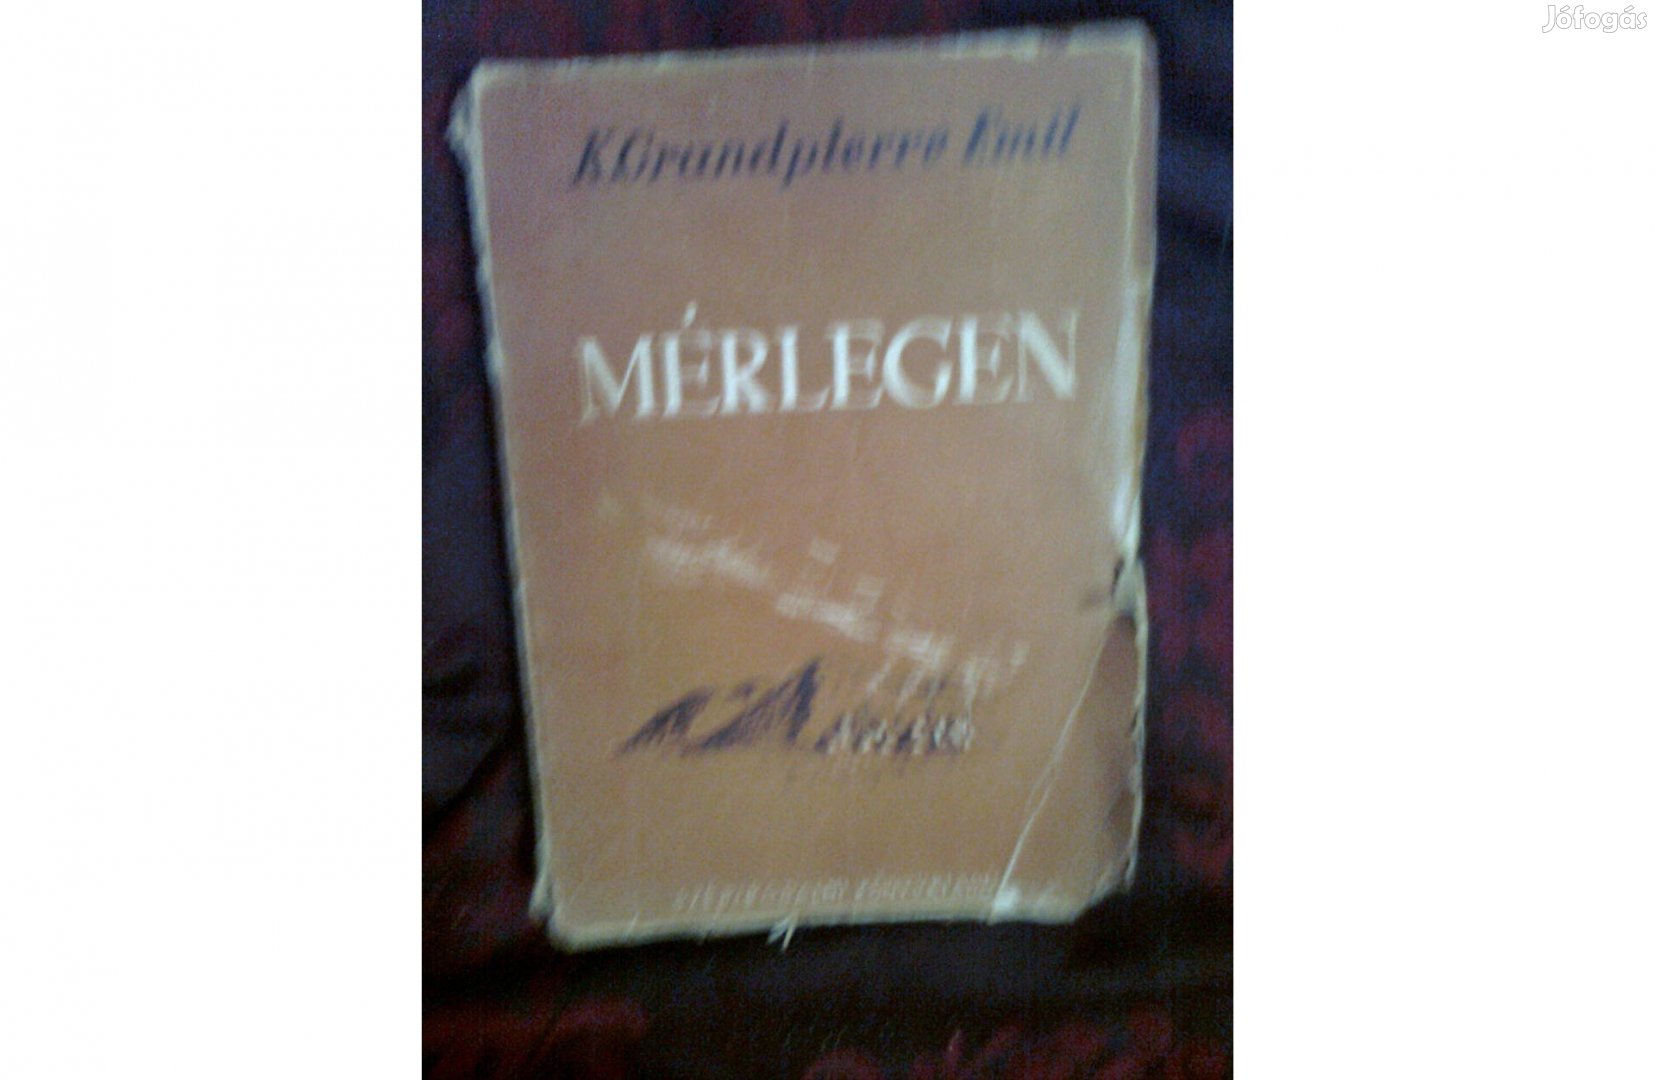 Jófogás
K. Grandpierre Emil
MÉRLEGEN